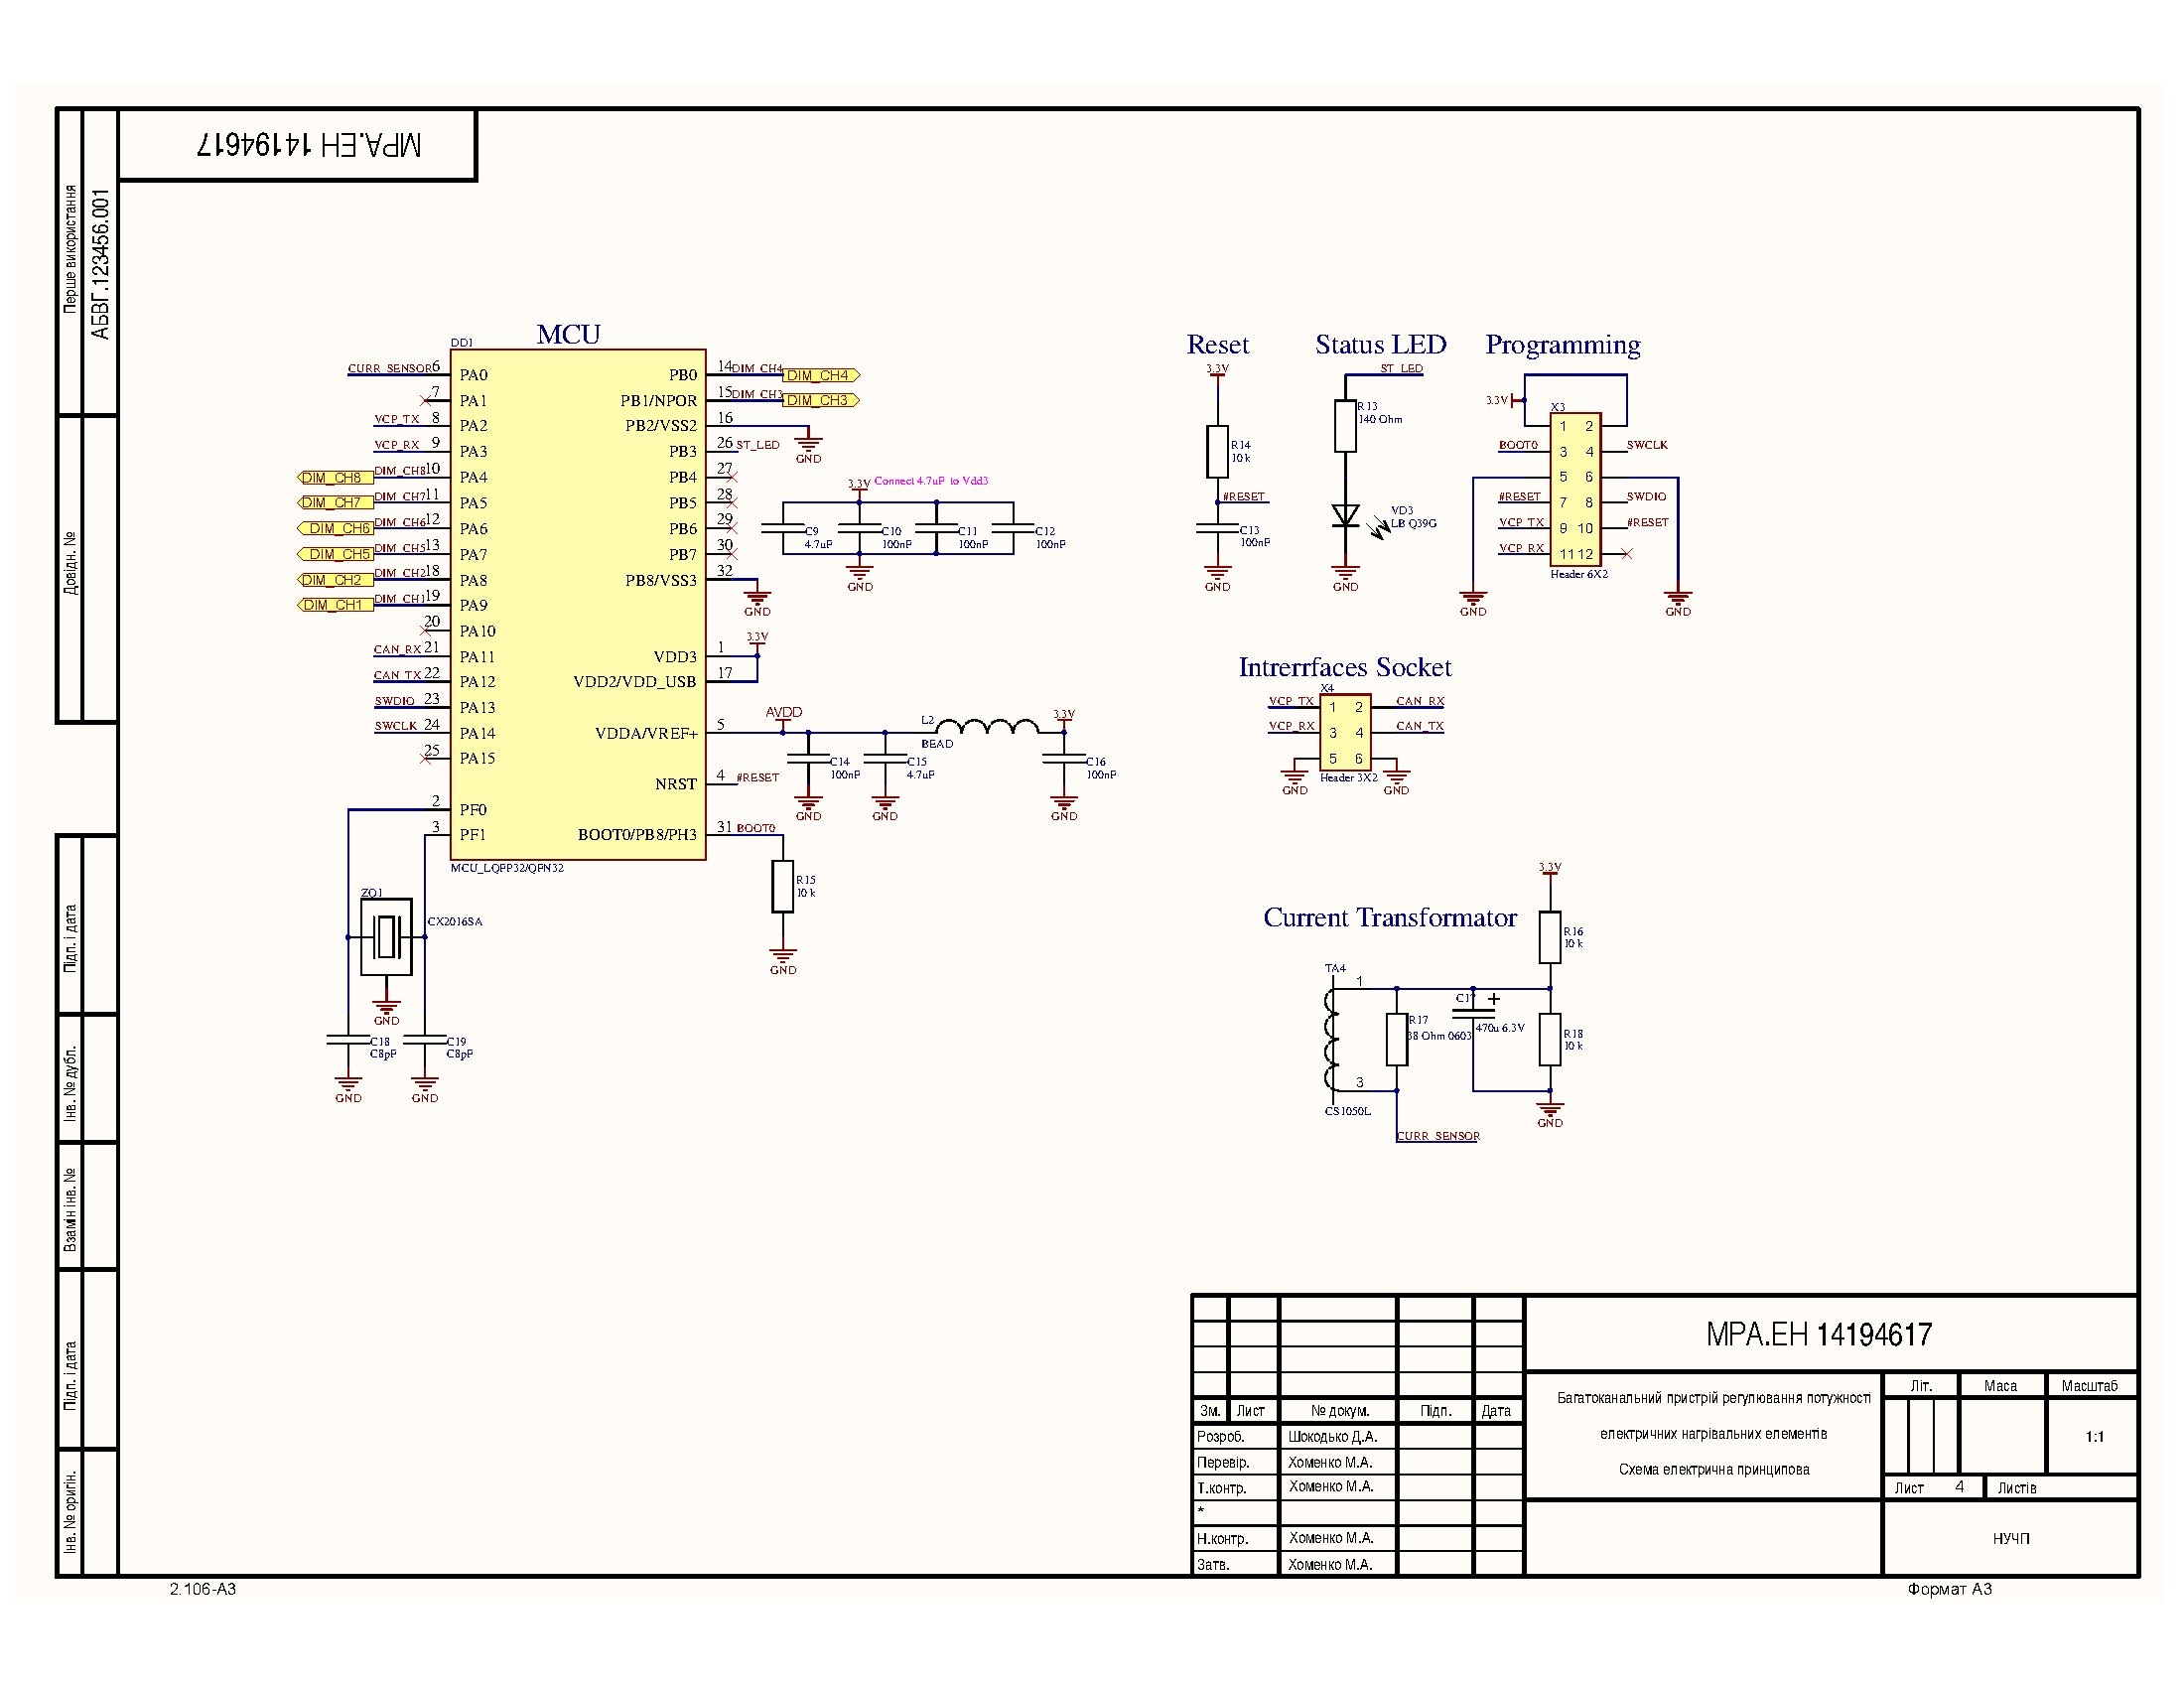 МРА.ЕН 14194617
Перше використання
АБВГ.123456.001
Довідн. №
Підп. і дата
Інв. № дубл.
Взамін інв. №
Підп. і дата
Інв. № оригін.
MCU
DD1
CURR_SENSOR 6 PA0
7 PA1
VCP_TX 8 PA2
VCP_RX 9 PA3
DIM_CH8 DIM_CH8 10 PA4
DIM_CH7 DIM_CH7 11 PA5
DIM_CH6 DIM_CH6 12 PA6
DIM_CH5 DIM_CH5 13 PA7
DIM_CH2 DIM_CH2 18 PA8
DIM_CH1 DIM_CH1 19 PA9
20 PA10
CAN_RX 21 PA11
CAN_TX 22 PA12
SWDIO 23 PA13
SWCLK 24 PA14
25 PA15
2 PF0
3 PF1
PB0 14 DIM_CH4 DIM_CH4
PB1/NPOR 15 DIM_CH3 DIM_CH3
PB2/VSS2 16
GND
PB3 26 ST_LED
PB4 27
PB5 28
PB6 29
PB7 30
PB8/VSS3 32
GND
3.3V
VDD3 1
VDD2/VDD_USB 17
VDDA/VREF+ 5
NRST 4 #RESET
BOOT0/PB8/PH3 31 BOOT0
MCU_LQFP32/QFN32
R15
10 k
GND
ZQ1
CX2016SA
GND
C18
C8pF
GND
C19
C8pF
GND
3.3V Connect 4.7uF to Vdd3
C9
4.7uF
C10
100nF
C11
100nF
C12
100nF
GND
AVDD
L2
BEAD
3.3V
C14
100nF
GND
C15
4.7uF
GND
C16
100nF
GND
Reset
3.3V
R14
10 k
#RESET
C13
100nF
GND
Status LED
ST_LED
R13
140 Ohm
VD3
LB Q39G
GND
Programming
3.3V
X3
1 2
BOOT0 3 4 SWCLK
5 6
#RESET 7 8 SWDIO
VCP_TX 9 10 #RESET
VCP_RX 11 12
Header 6X2
GND
GND
Intrerrfaces Socket
X4
VCP_TX 1 2 CAN_RX
VCP_RX 3 4 CAN_TX
5 6
Header 3X2
GND
GND
Current Transformator
3.3V
R16
10 k
TA4
1
3
CS1050L
R17
38 Ohm 0603
C17 +
470u 6.3V
R18
10 k
GND
CURR_SENSOR
МРА.ЕН 14194617
Багатоканальний пристрій регулювання потужності
електричних нагрівальних елементів
Схема електрична принципова
Літ. Маса Масштаб
1:1
Лист 4 Листів
НУЧП
Зм. Лист № докум. Підп. Дата
Розроб. Шокодько Д.А.
Перевір. Хоменко М.А.
Т.контр. Хоменко М.А.
*
Н.контр. Хоменко М.А.
Затв. Хоменко М.А.
2.106-А3
Формат А3